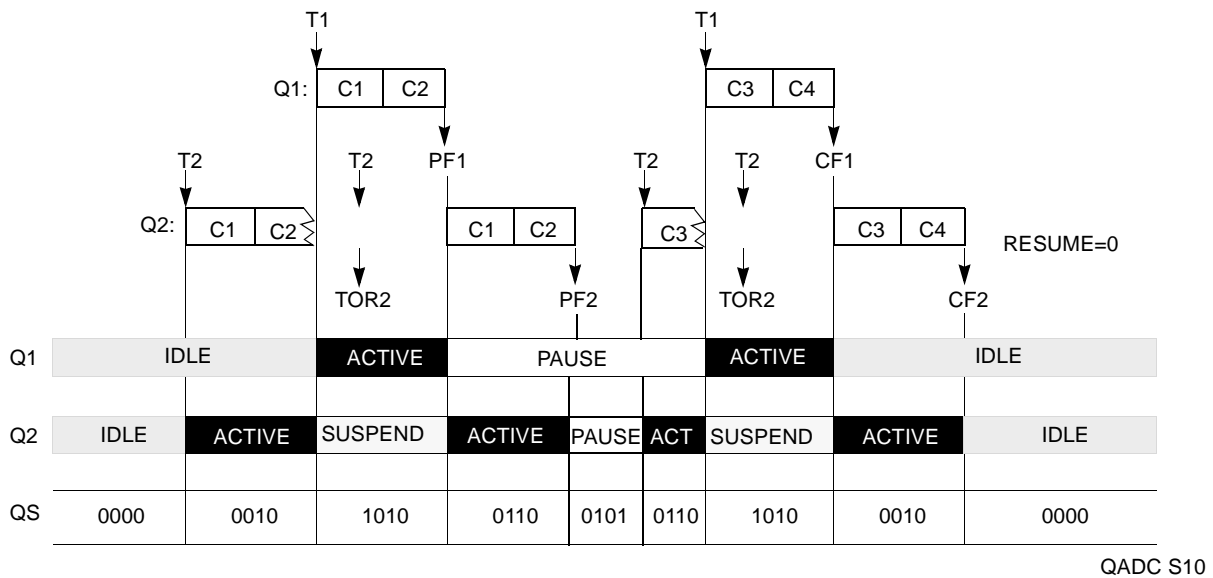 T1 T1
Q1: C1 C2 C3 C4
T2 T2 PF1 T2 T2 CF1
Q2: C1 C2 C1 C2 C3 C3 C4 RESUME=0
TOR2 PF2 TOR2 CF2
Q1 IDLE ACTIVE PAUSE ACTIVE IDLE
Q2 IDLE ACTIVE SUSPEND ACTIVE PAUSE ACT SUSPEND ACTIVE IDLE
QS 0000 0010 1010 0110 0101 0110 1010 0010 0000
QADC S10